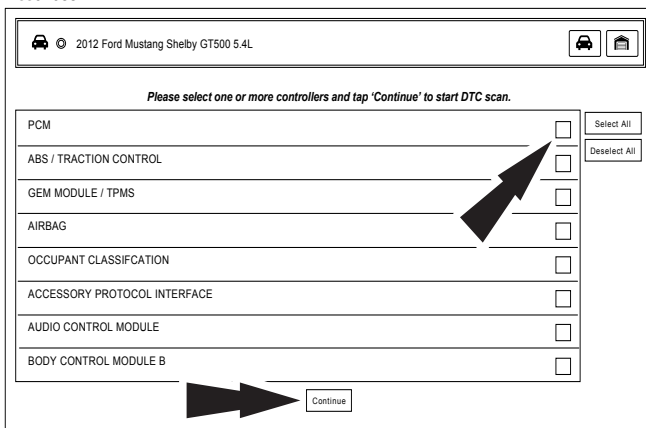 2012 Ford Mustang Shelby GT500 5.4L
Please select one or more controllers and tap ‘Continue’ to start DTC scan.
PCM
Select All
Deselect All
ABS / TRACTION CONTROL
GEM MODULE / TPMS
AIRBAG
OCCUPANT CLASSIFCATION
ACCESSORY PROTOCOL INTERFACE
AUDIO CONTROL MODULE
BODY CONTROL MODULE B
Continue